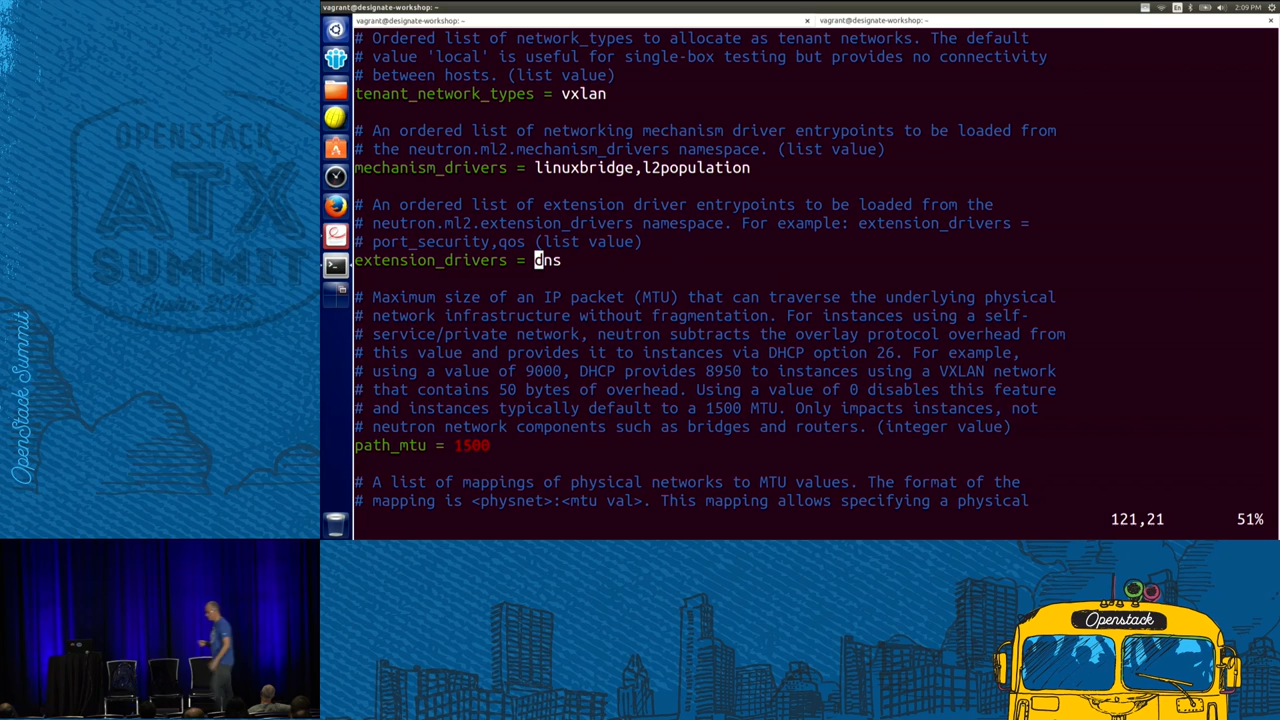 vagrant@designate-workshop: ~
En
2:09 PM
vagrant@designate-workshop: ~
×
vagrant@designate-workshop: ~
×
# Ordered list of network_types to allocate as tenant networks. The default
# value 'local' is useful for single-box testing but provides no connectivity
# between hosts. (list value)
tenant_network_types = vxlan
# An ordered list of networking mechanism driver entrypoints to be loaded from
# the neutron.ml2.mechanism_drivers namespace. (list value)
mechanism_drivers = linuxbridge,l2population
# An ordered list of extension driver entrypoints to be loaded from the
# neutron.ml2.extension_drivers namespace. For example: extension_drivers =
# port_security,qos (list value)
extension_drivers = dns
# Maximum size of an IP packet (MTU) that can traverse the underlying physical
# network infrastructure without fragmentation. For instances using a self-
# service/private network, neutron subtracts the overlay protocol overhead from
# this value and provides it to instances via DHCP option 26. For example,
# using a value of 9000, DHCP provides 8950 to instances using a VXLAN network
# that contains 50 bytes of overhead. Using a value of 0 disables this feature
# and instances typically default to a 1500 MTU. Only impacts instances, not
# neutron network components such as bridges and routers. (integer value)
path_mtu = 1500
# A list of mappings of physical networks to MTU values. The format of the
# mapping is <physnet>:<mtu val>. This mapping allows specifying a physical
121,21
51%
OPENSTACK
ATX
SUMMIT
OpenStack Summit
Openstack